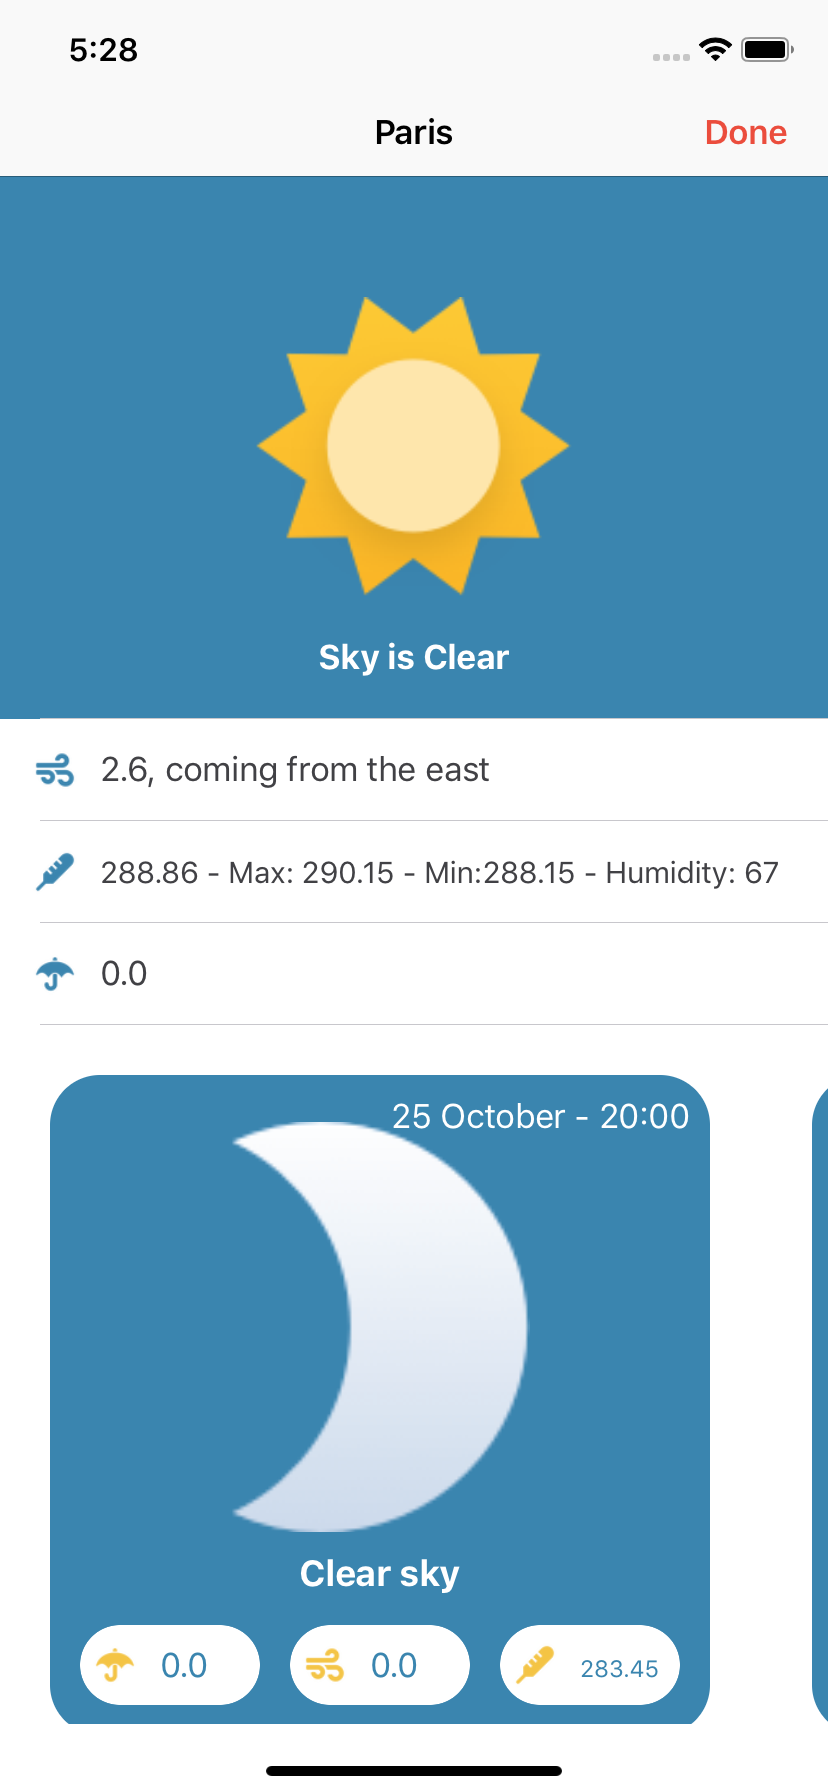 5:28
Paris
Done
Sky is Clear
2.6, coming from the east
288.86 - Max: 290.15 - Min:288.15 - Humidity: 67
0.0
25 October - 20:00
Clear sky
0.0
0.0
283.45